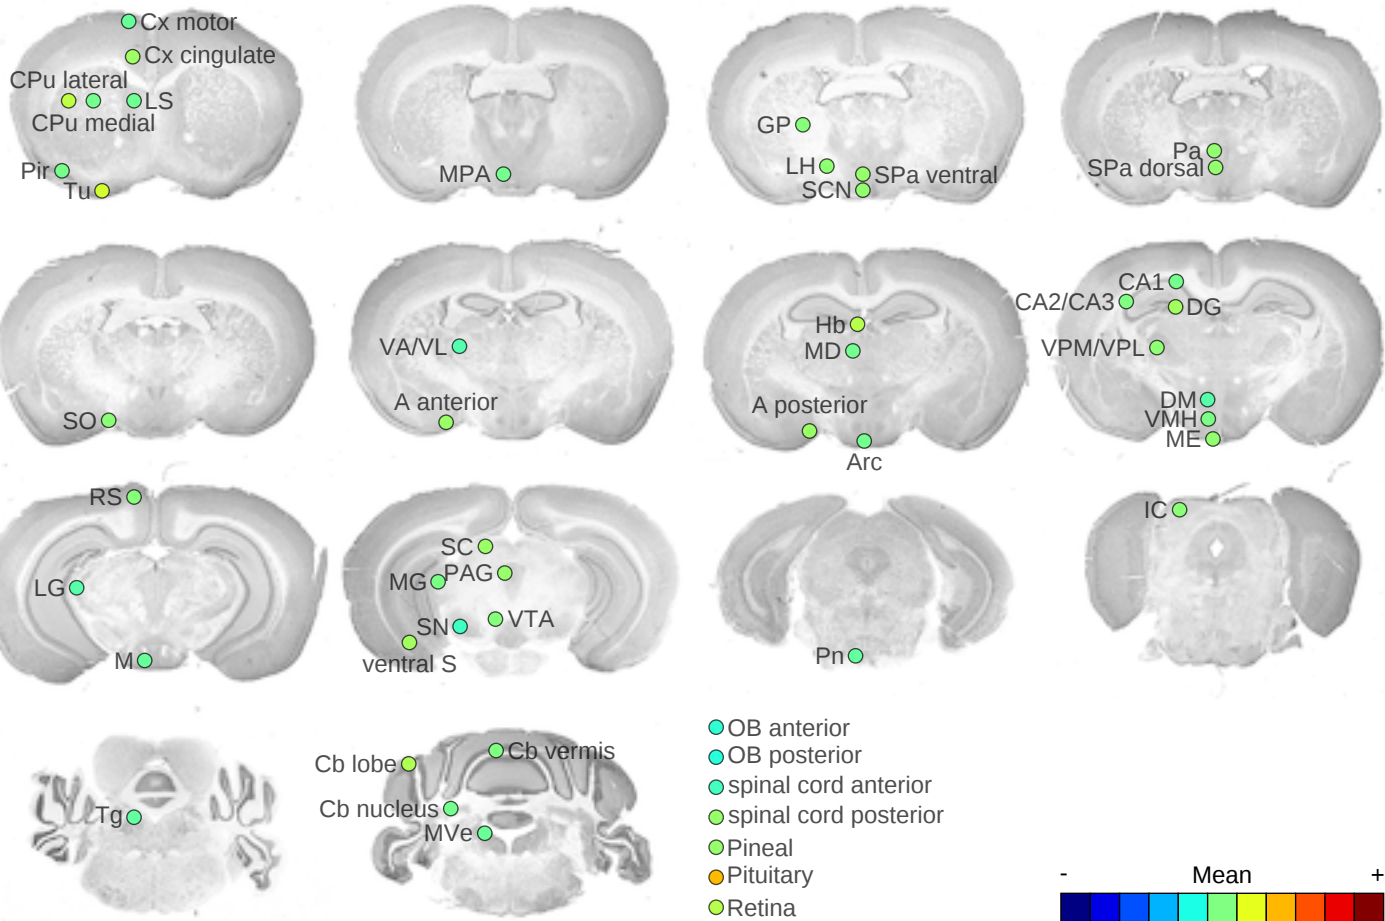 Cx motor
Cx cingulate
CPu lateral
LS
CPu medial
Pir
Tu
MPA
GP
LH
SPa ventral
SCN
Pa
SPa dorsal
SO
VA/VL
A anterior
Hb
MD
A posterior
Arc
CA1
CA2/CA3
DG
VPM/VPL
DM
VMH
ME
RS
LG
M
SC
MG
PAG
SN
VTA
ventral S
Pn
IC
Tg
Cb lobe
Cb vermis
Cb nucleus
MVe
OB anterior
OB posterior
spinal cord anterior
spinal cord posterior
Pineal
Pituitary
Retina
- Mean +